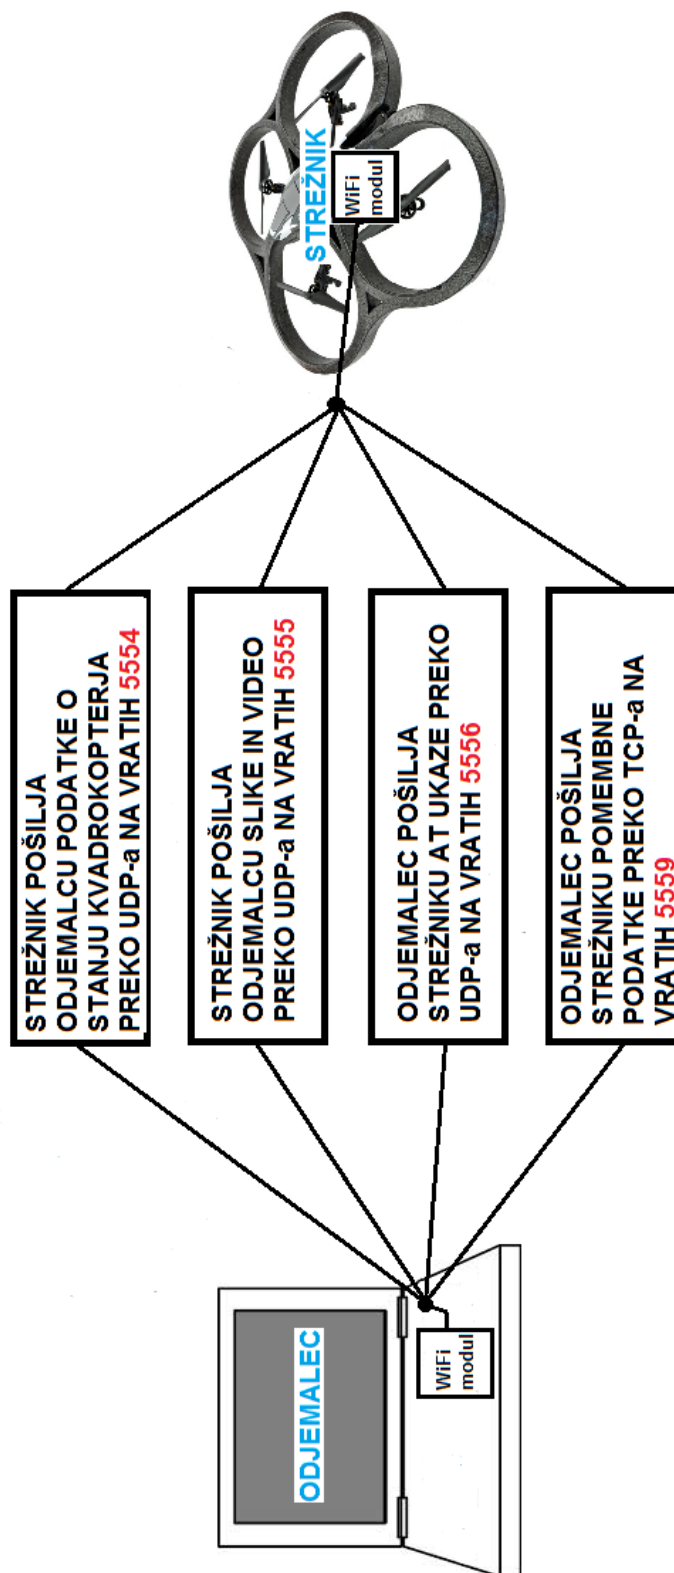 STREŽNIK
WiFi
modul
STREŽNIK POŠILJA
ODJEMALCU PODATKE O
STANJU KVADROKOPTERJA
PREKO UDP-a NA VRATIH 5554
STREŽNIK POŠILJA
ODJEMALCU SLIKE IN VIDEO
PREKO UDP-a NA VRATIH 5555
ODJEMALEC POŠILJA
STREŽNIKU AT UKAZE PREKO
UDP-a NA VRATIH 5556
ODJEMALEC POŠILJA
STREŽNIKU POMEMBNE
PODATKE PREKO TCP-a NA
VRATIH 5559
ODJEMALEC
WiFi
modul